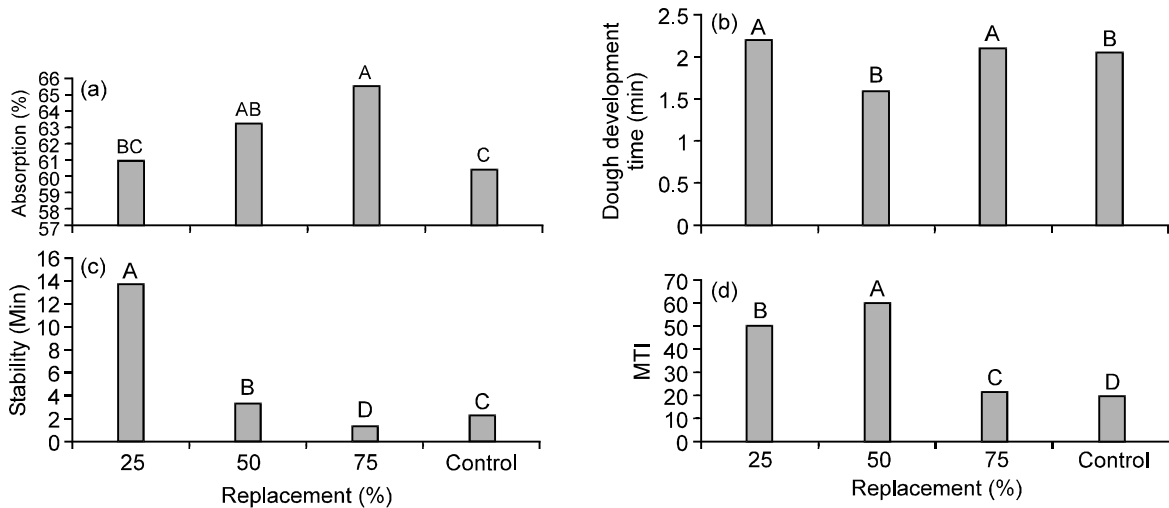 (a)
Absorption (%)
66
65
64
63
62
61
60
59
58
57
BC
AB
A
C
(b)
Dough development
time (min)
2.5
2
1.5
1
0.5
0
A
B
A
B
(c)
Stability (Min)
16
14
12
10
8
6
4
2
0
A
B
D
C
25
50
75
Control
Replacement (%)
(d)
MTI
70
60
50
40
30
20
10
0
B
A
C
D
25
50
75
Control
Replacement (%)